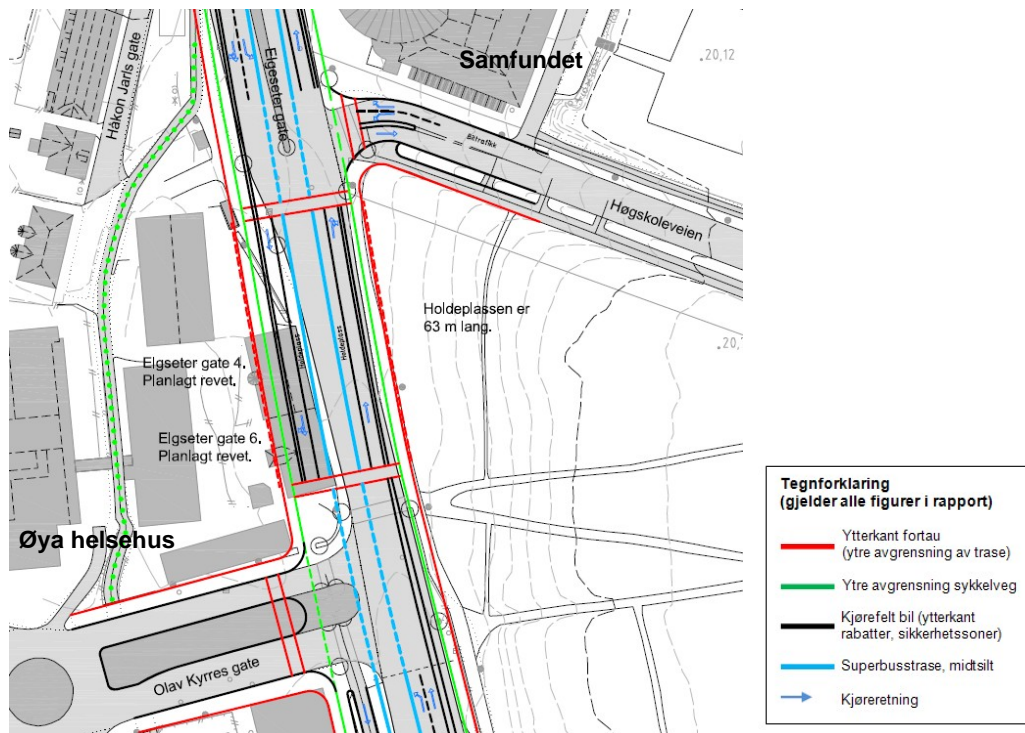 Samfundet
20,12
Håkon Jarls gate
Elgeseter gate
Biltrafikk
Høgskoleveien
Holdeplassen er
63 m lang.
Holdeplass
Holdeplass
20,
Elgseter gate 4.
Planlagt revet.
Elgseter gate 6.
Planlagt revet.
Øya helsehus
Olav Kyrres gate
Tegnforklaring
(gjelder alle figurer i rapport)
Ytterkant fortau
(ytre avgrensning av trase)
Ytre avgrensning sykkelveg
Kjørefelt bil (ytterkant
rabatter, sikkerhetssoner)
Superbusstrase, midtsilt
Kjøreretning